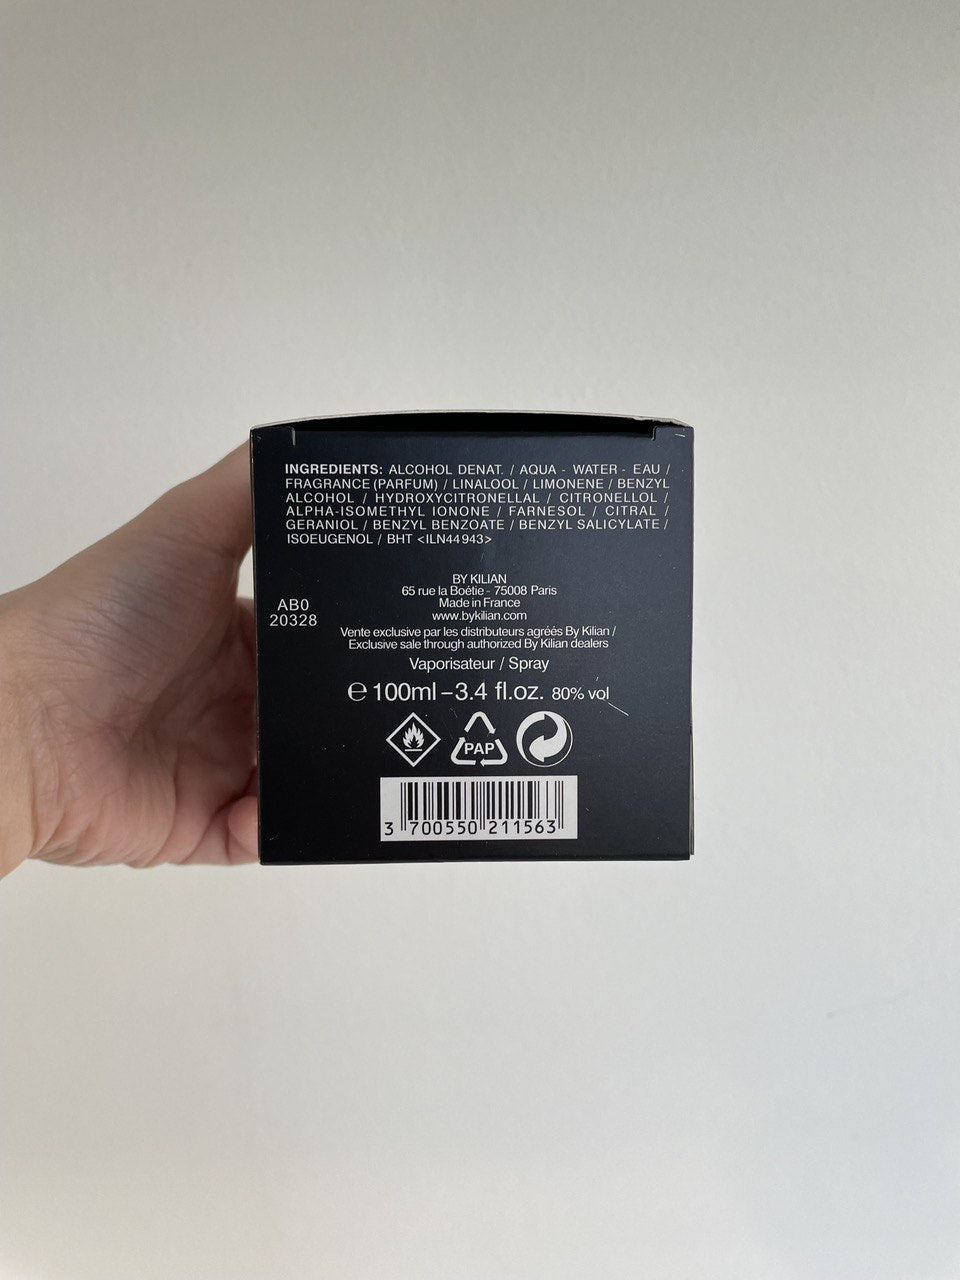 INGREDIENTS: ALCOHOL DENAT. / AQUA - WATER - EAU /
FRAGRANCE (PARFUM) / LINALOOL / LIMONENE / BENZYL
ALCOHOL / HYDROXYCITRONELLAL / CITRONELLOL /
ALPHA-ISOMETHYL IONONE / FARNESOL / CITRAL /
GERANIOL / BENZYL BENZOATE / BENZYL SALICYLATE /
ISOEUGENOL / BHT <ILN44943>
BY KILIAN
65 rue la Boétie - 75008 Paris
Made in France
www.bykilian.com
AB0
20328
Vente exclusive par les distributeurs agréés By Kilian /
Exclusive sale through authorized By Kilian dealers
Vaporisateur / Spray
℮ 100ml – 3.4 fl.oz. 80% vol
PAP
3 700550 211563